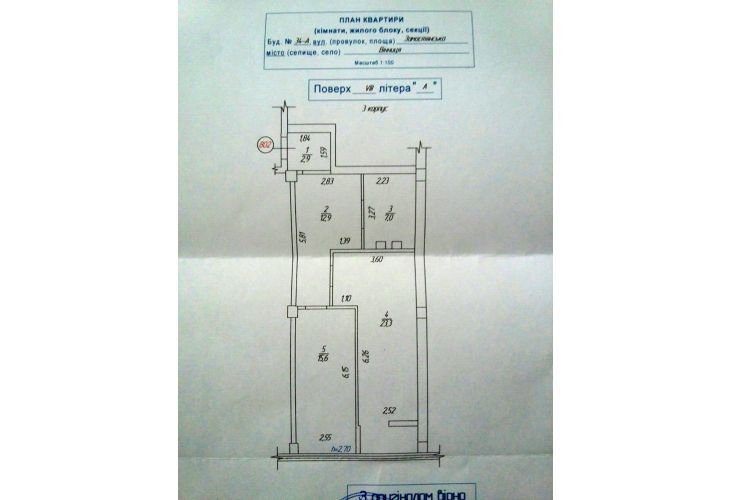 ПЛАН КВАРТИРИ
(кімнати, жилого блоку, секції)
Буд. № 34-А, вул. (провулок, площа) Замостянська
місто (селище, село) Вінниця
Масштаб 1:100
Поверх VIII літера "А"
3 корпус
802
1,84
1
2,9
1,59
2,83
2,23
2
12,9
3,27
3
7,0
5,81
1,39
3,60
1,10
4
23,3
5
15,6
6,15
6,26
2,52
2,55
h=2,70
З оригіналом вірно